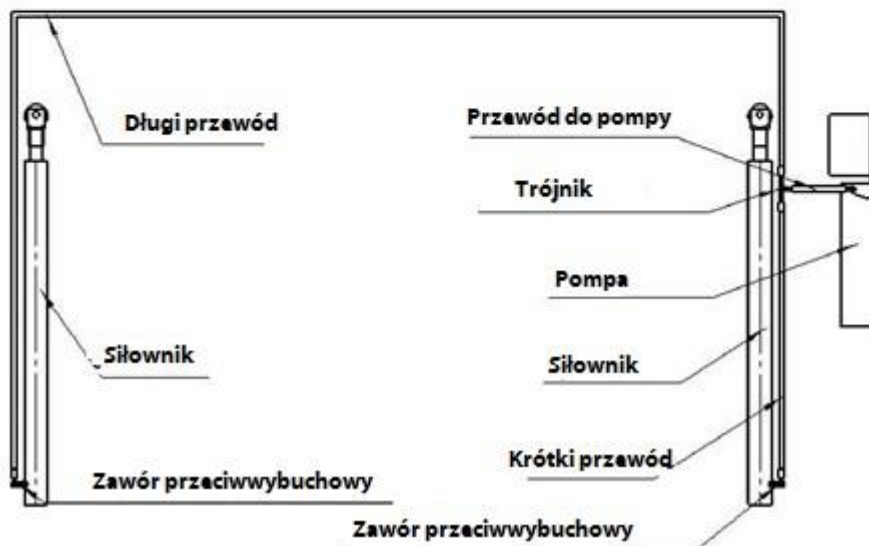 Długi przewód
Przewód do pompy
Trójnik
Pompa
Siłownik
Siłownik
Krótki przewód
Zawór przeciwwybuchowy
Zawór przeciwwybuchowy